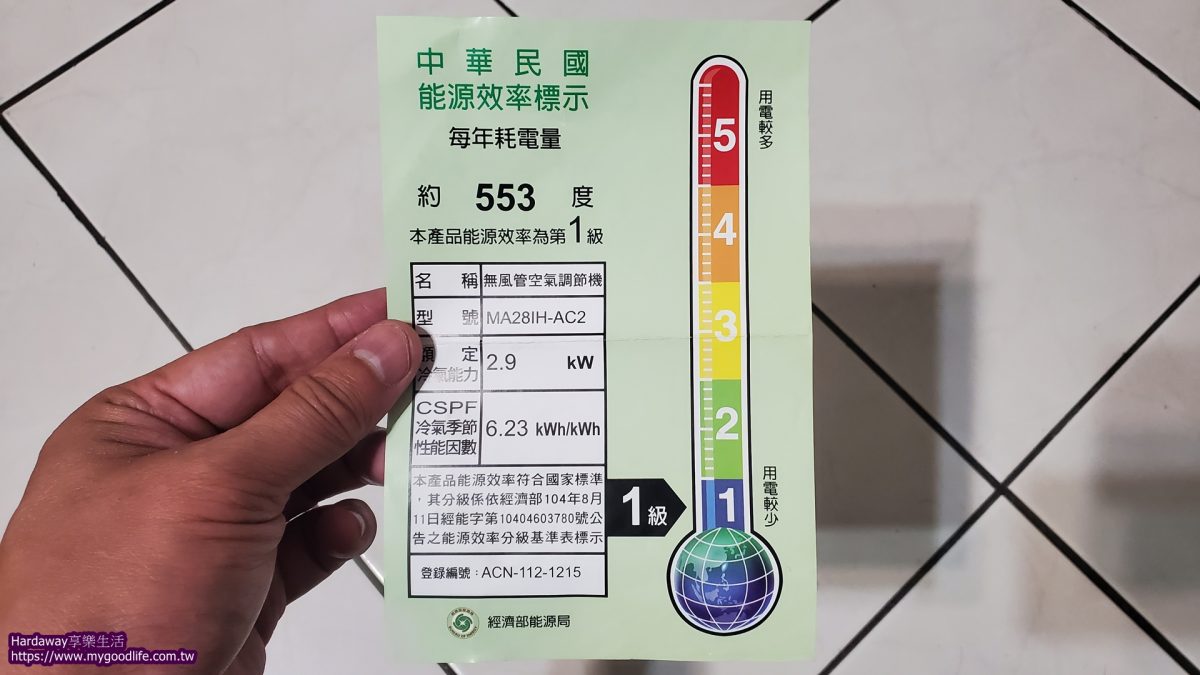 中華民國
能源效率標示
每年耗電量
約 553 度
本產品能源效率為第1級
名稱 無風管空氣調節機
型號 MA28IH-AC2
額定
冷氣能力
2.9 kW
CSPF
冷氣季節
性能因數
6.23 kWh/kWh
本產品能源效率符合國家標準
，其分級係依經濟部104年8月
11日經能字第10404603780號公
告之能源效率分級基準表標示
登錄編號：ACN-112-1215
經濟部能源局
用電較多
5
4
3
2
1
用電較少
1級
Hardaway享樂生活
https://www.mygoodlife.com.tw